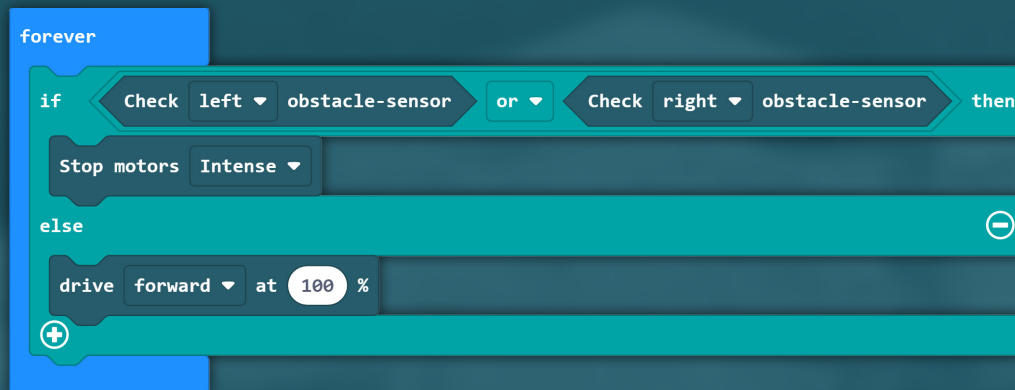 forever
if Check left obstacle-sensor or Check right obstacle-sensor then
Stop motors Intense
else
drive forward at 100 %